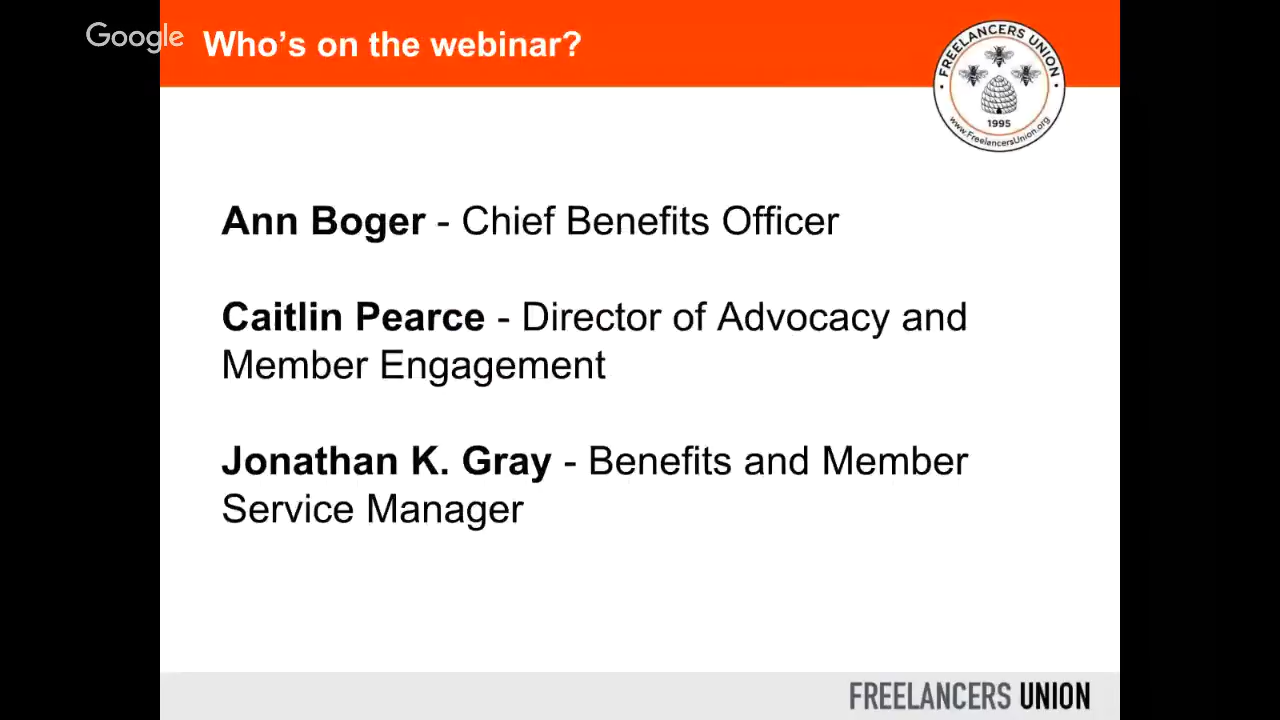 Google
Who's on the webinar?
FREELANCERS UNION
1995
www.FreelancersUnion.org
Ann Boger - Chief Benefits Officer
Caitlin Pearce - Director of Advocacy and
Member Engagement
Jonathan K. Gray - Benefits and Member
Service Manager
FREELANCERS UNION